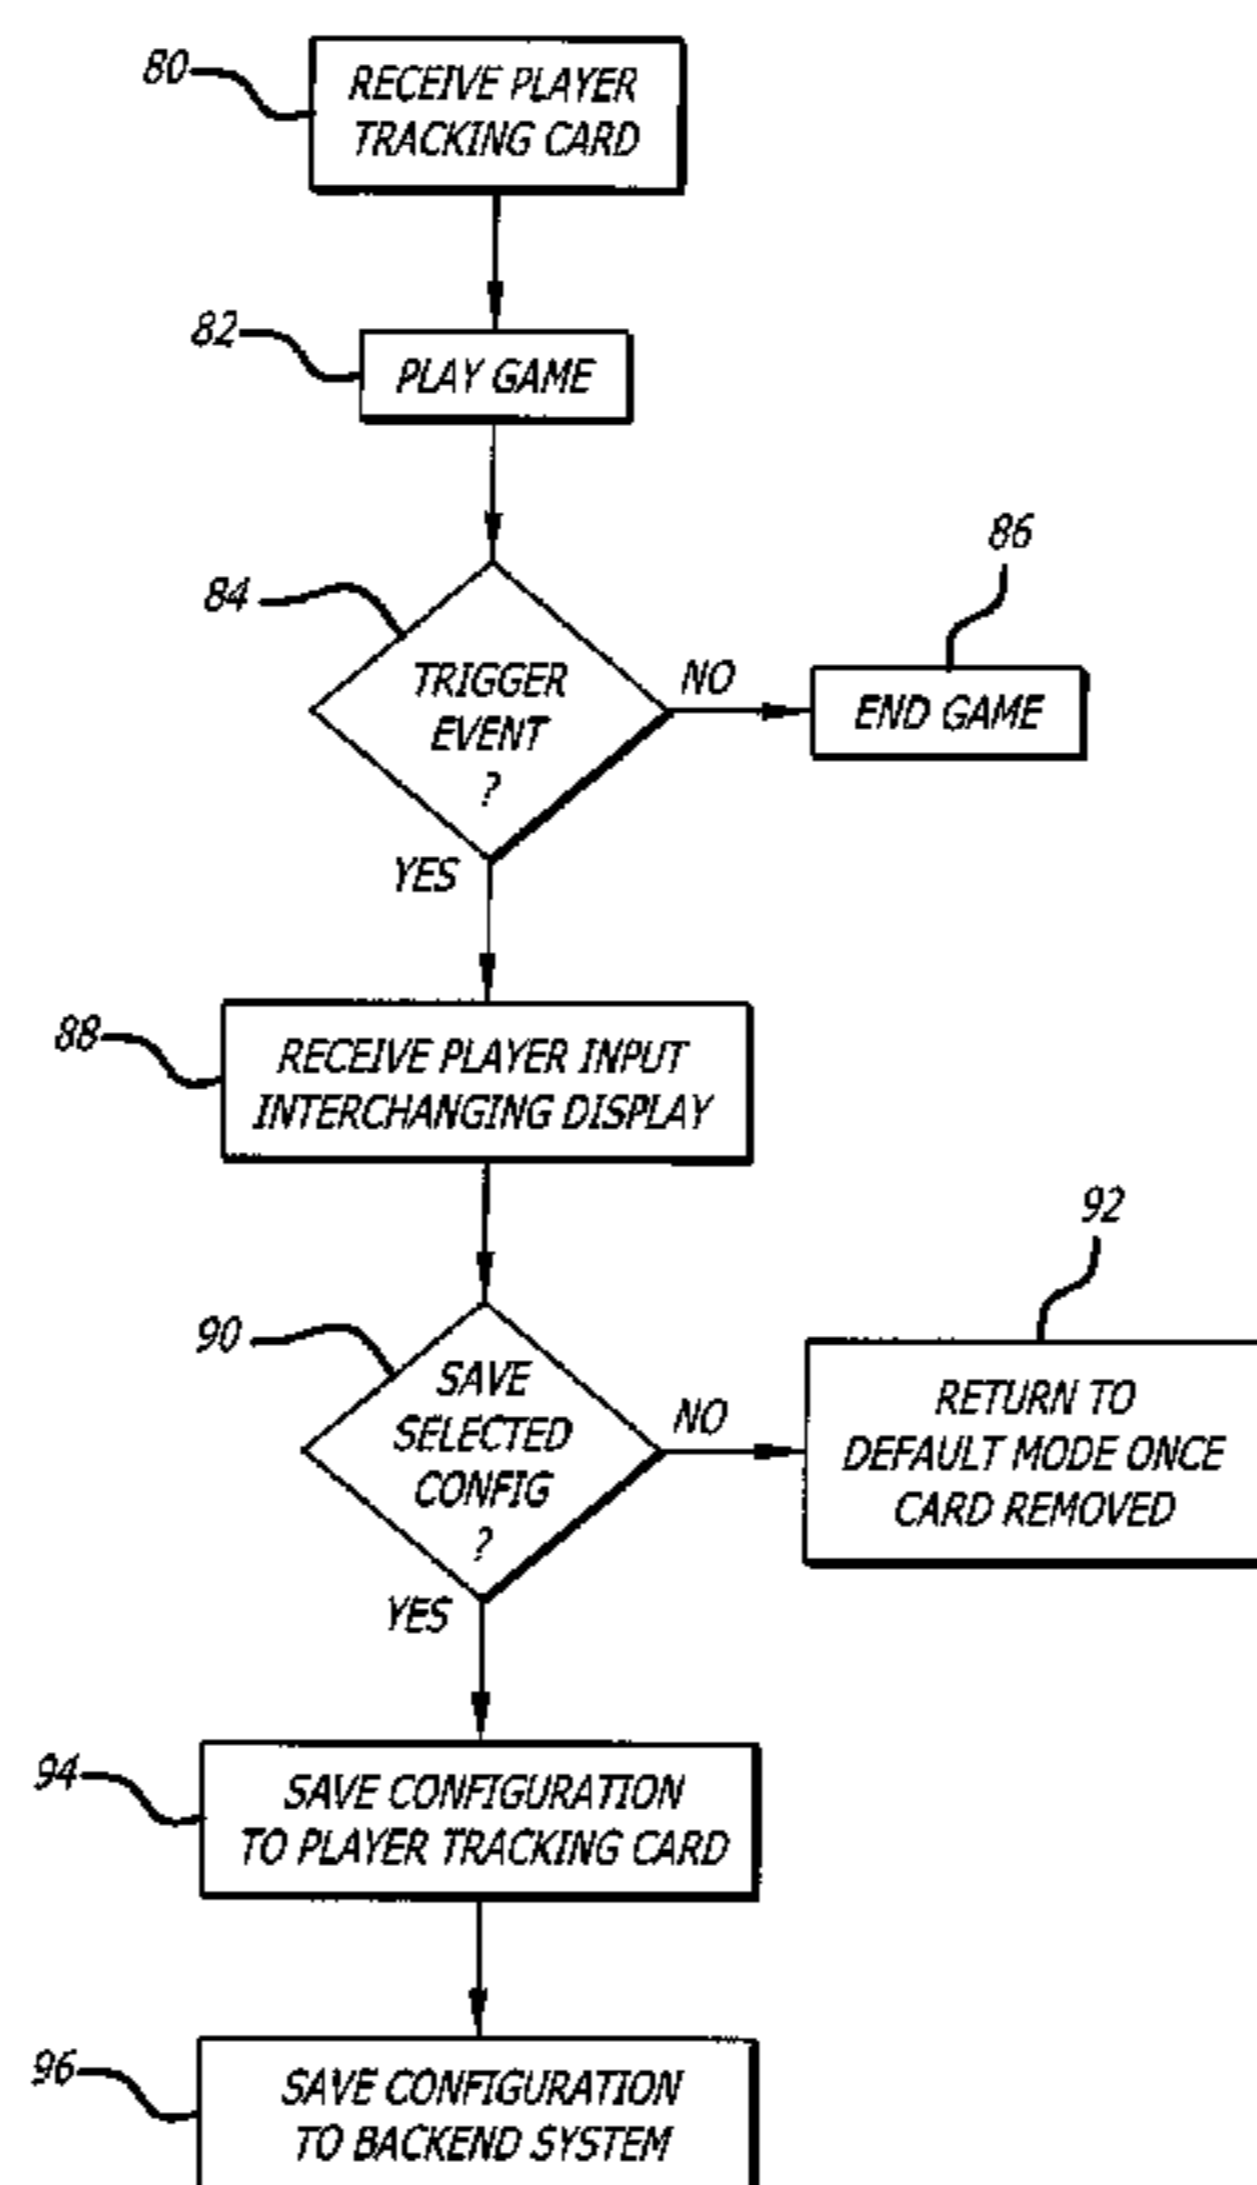 80
RECEIVE PLAYER
TRACKING CARD
82
PLAY GAME
84
TRIGGER
EVENT
?
NO
86
END GAME
YES
88
RECEIVE PLAYER INPUT
INTERCHANGING DISPLAY
90
SAVE
SELECTED
CONFIG
?
NO
92
RETURN TO
DEFAULT MODE ONCE
CARD REMOVED
YES
94
SAVE CONFIGURATION
TO PLAYER TRACKING CARD
96
SAVE CONFIGURATION
TO BACKEND SYSTEM